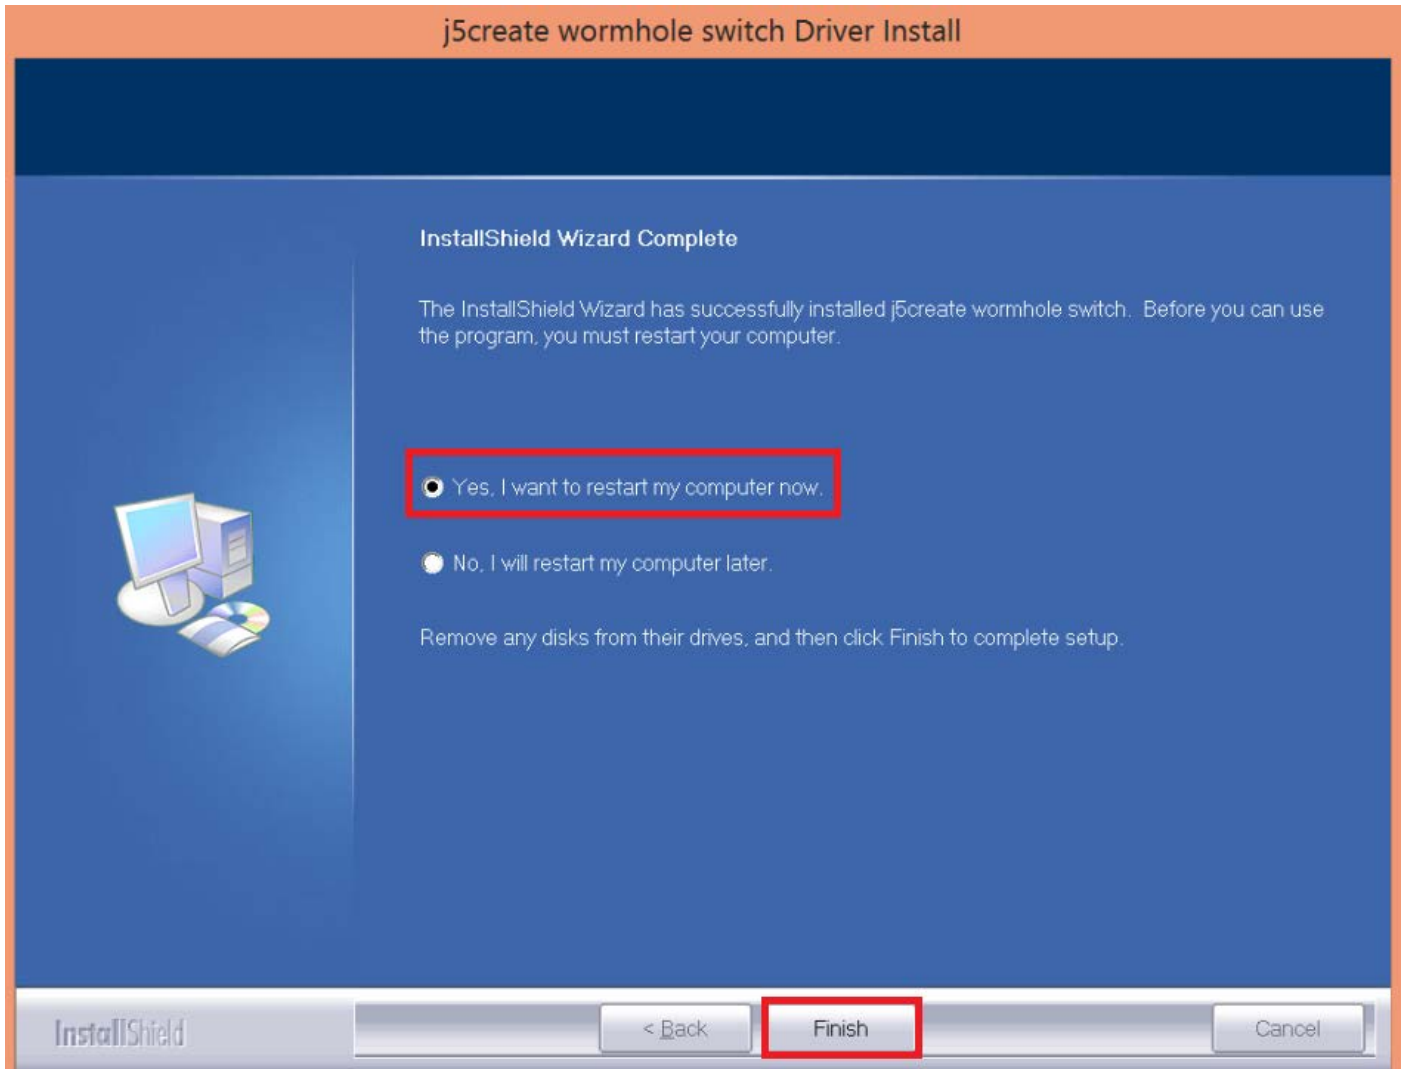 j5create wormhole switch Driver Install
InstallShield Wizard Complete
The InstallShield Wizard has successfully installed j5create wormhole switch.  Before you can use
the program, you must restart your computer.
Yes, I want to restart my computer now.
No, I will restart my computer later.
Remove any disks from their drives, and then click Finish to complete setup.
InstallShield
< Back
Finish
Cancel